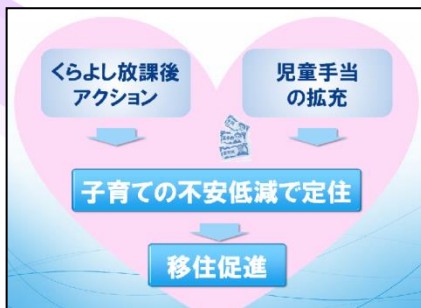 くらよし放課後
アクション
児童手当
の拡充
子育ての不安低減で定住
移住促進